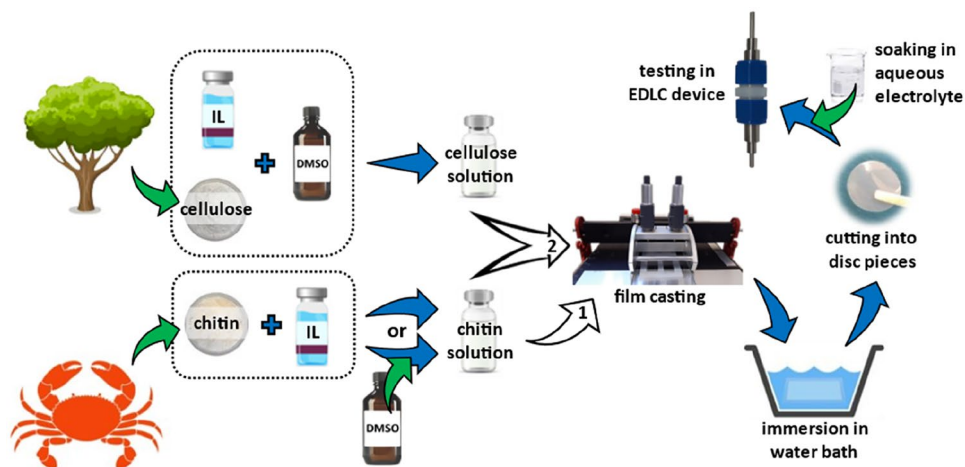 IL
DMSO
cellulose
cellulose
solution
chitin
IL
or
DMSO
chitin
solution
2
1
film casting
immersion in
water bath
cutting into
disc pieces
soaking in
aqueous
electrolyte
testing in
EDLC device